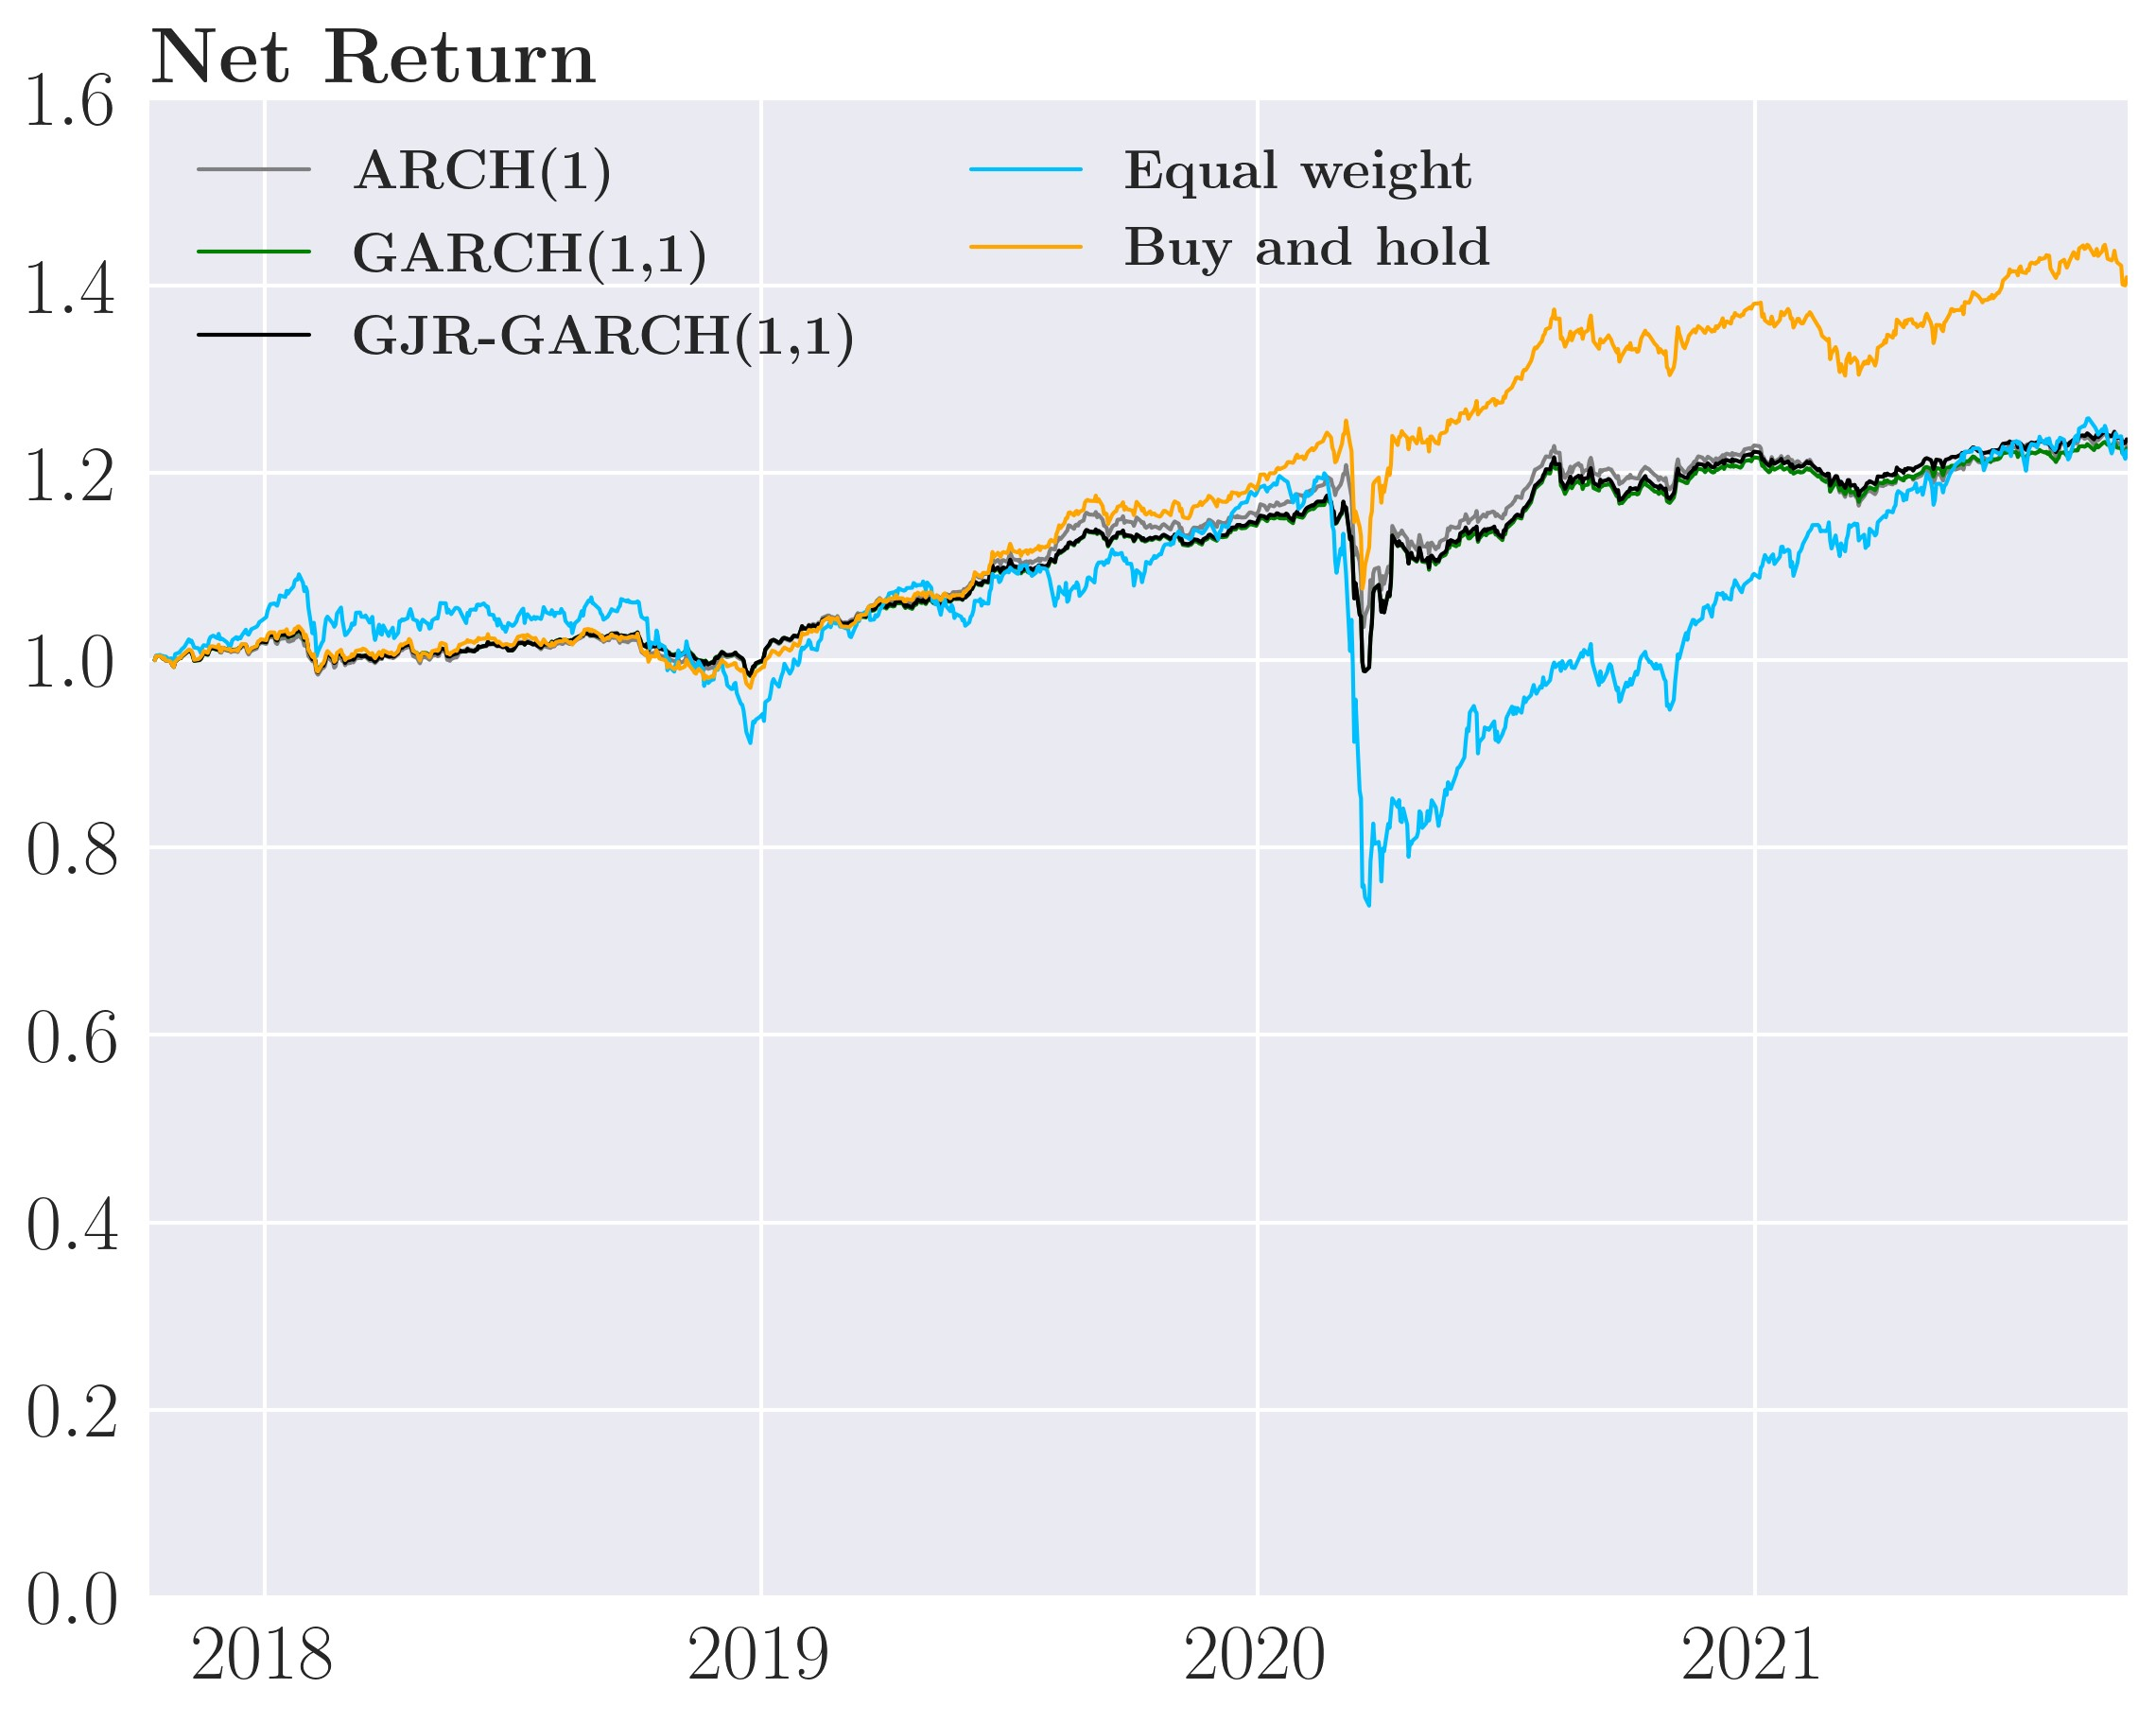 Net Return
1.6
1.4
1.2
1.0
0.8
0.6
0.4
0.2
0.0
ARCH(1)
GARCH(1,1)
GJR-GARCH(1,1)
Equal weight
Buy and hold
2018 2019 2020 2021